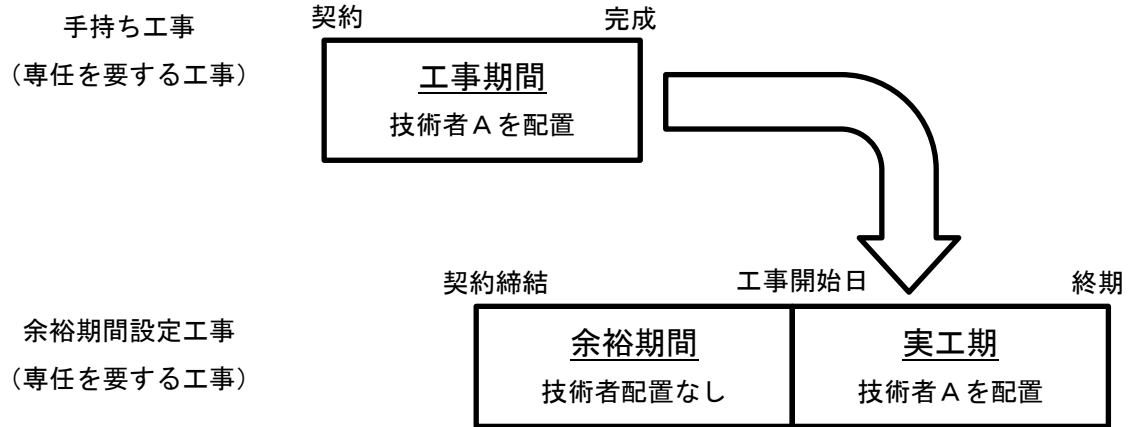 手持ち工事
（専任を要する工事）
契約
完成
工事期間
技術者Ａを配置
契約締結
工事開始日
終期
余裕期間設定工事
（専任を要する工事）
余裕期間
技術者配置なし
実工期
技術者Ａを配置